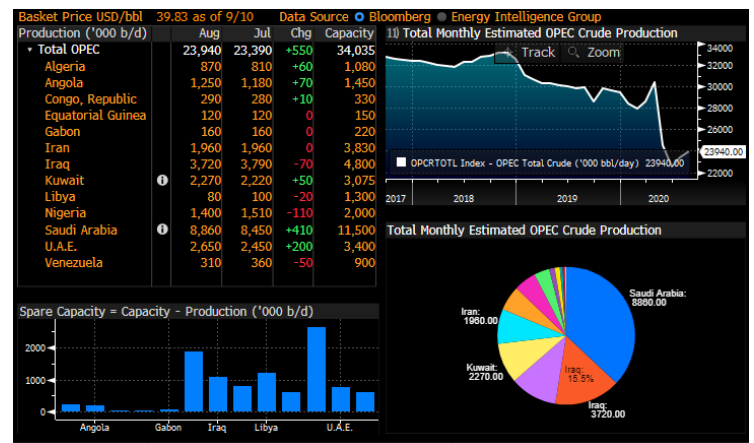 Basket Price USD/bbl 39.83 as of 9/10 Data Source Bloomberg Energy Intelligence Group
Production ('000 b/d) Aug Jul Chg Capacity
Total OPEC 23,940 23,390 +550 34,035
Algeria 870 810 +60 1,080
Angola 1,250 1,180 +70 1,450
Congo, Republic 290 280 +10 330
Equatorial Guinea 120 120 0 150
Gabon 160 160 0 220
Iran 1,960 1,960 0 3,830
Iraq 3,720 3,790 -70 4,800
Kuwait 2,270 2,220 +50 3,075
Libya 80 100 -20 1,300
Nigeria 1,400 1,510 -110 2,000
Saudi Arabia 8,860 8,450 +410 11,500
U.A.E. 2,650 2,450 +200 3,400
Venezuela 310 360 -50 900
11) Total Monthly Estimated OPEC Crude Production
Track Zoom
34000
32000
30000
28000
26000
23940.00
22000
OPCRTOTL Index - OPEC Total Crude ('000 bbl/day) 23940.00
2017 2018 2019 2020
Spare Capacity = Capacity - Production ('000 b/d)
2000
1000
0
Angola Gabon Iraq Libya U.A.E.
Total Monthly Estimated OPEC Crude Production
Saudi Arabia:
8860.00
Iran:
1960.00
Kuwait:
2270.00
Iraq:
15.5%
Iraq:
3720.00